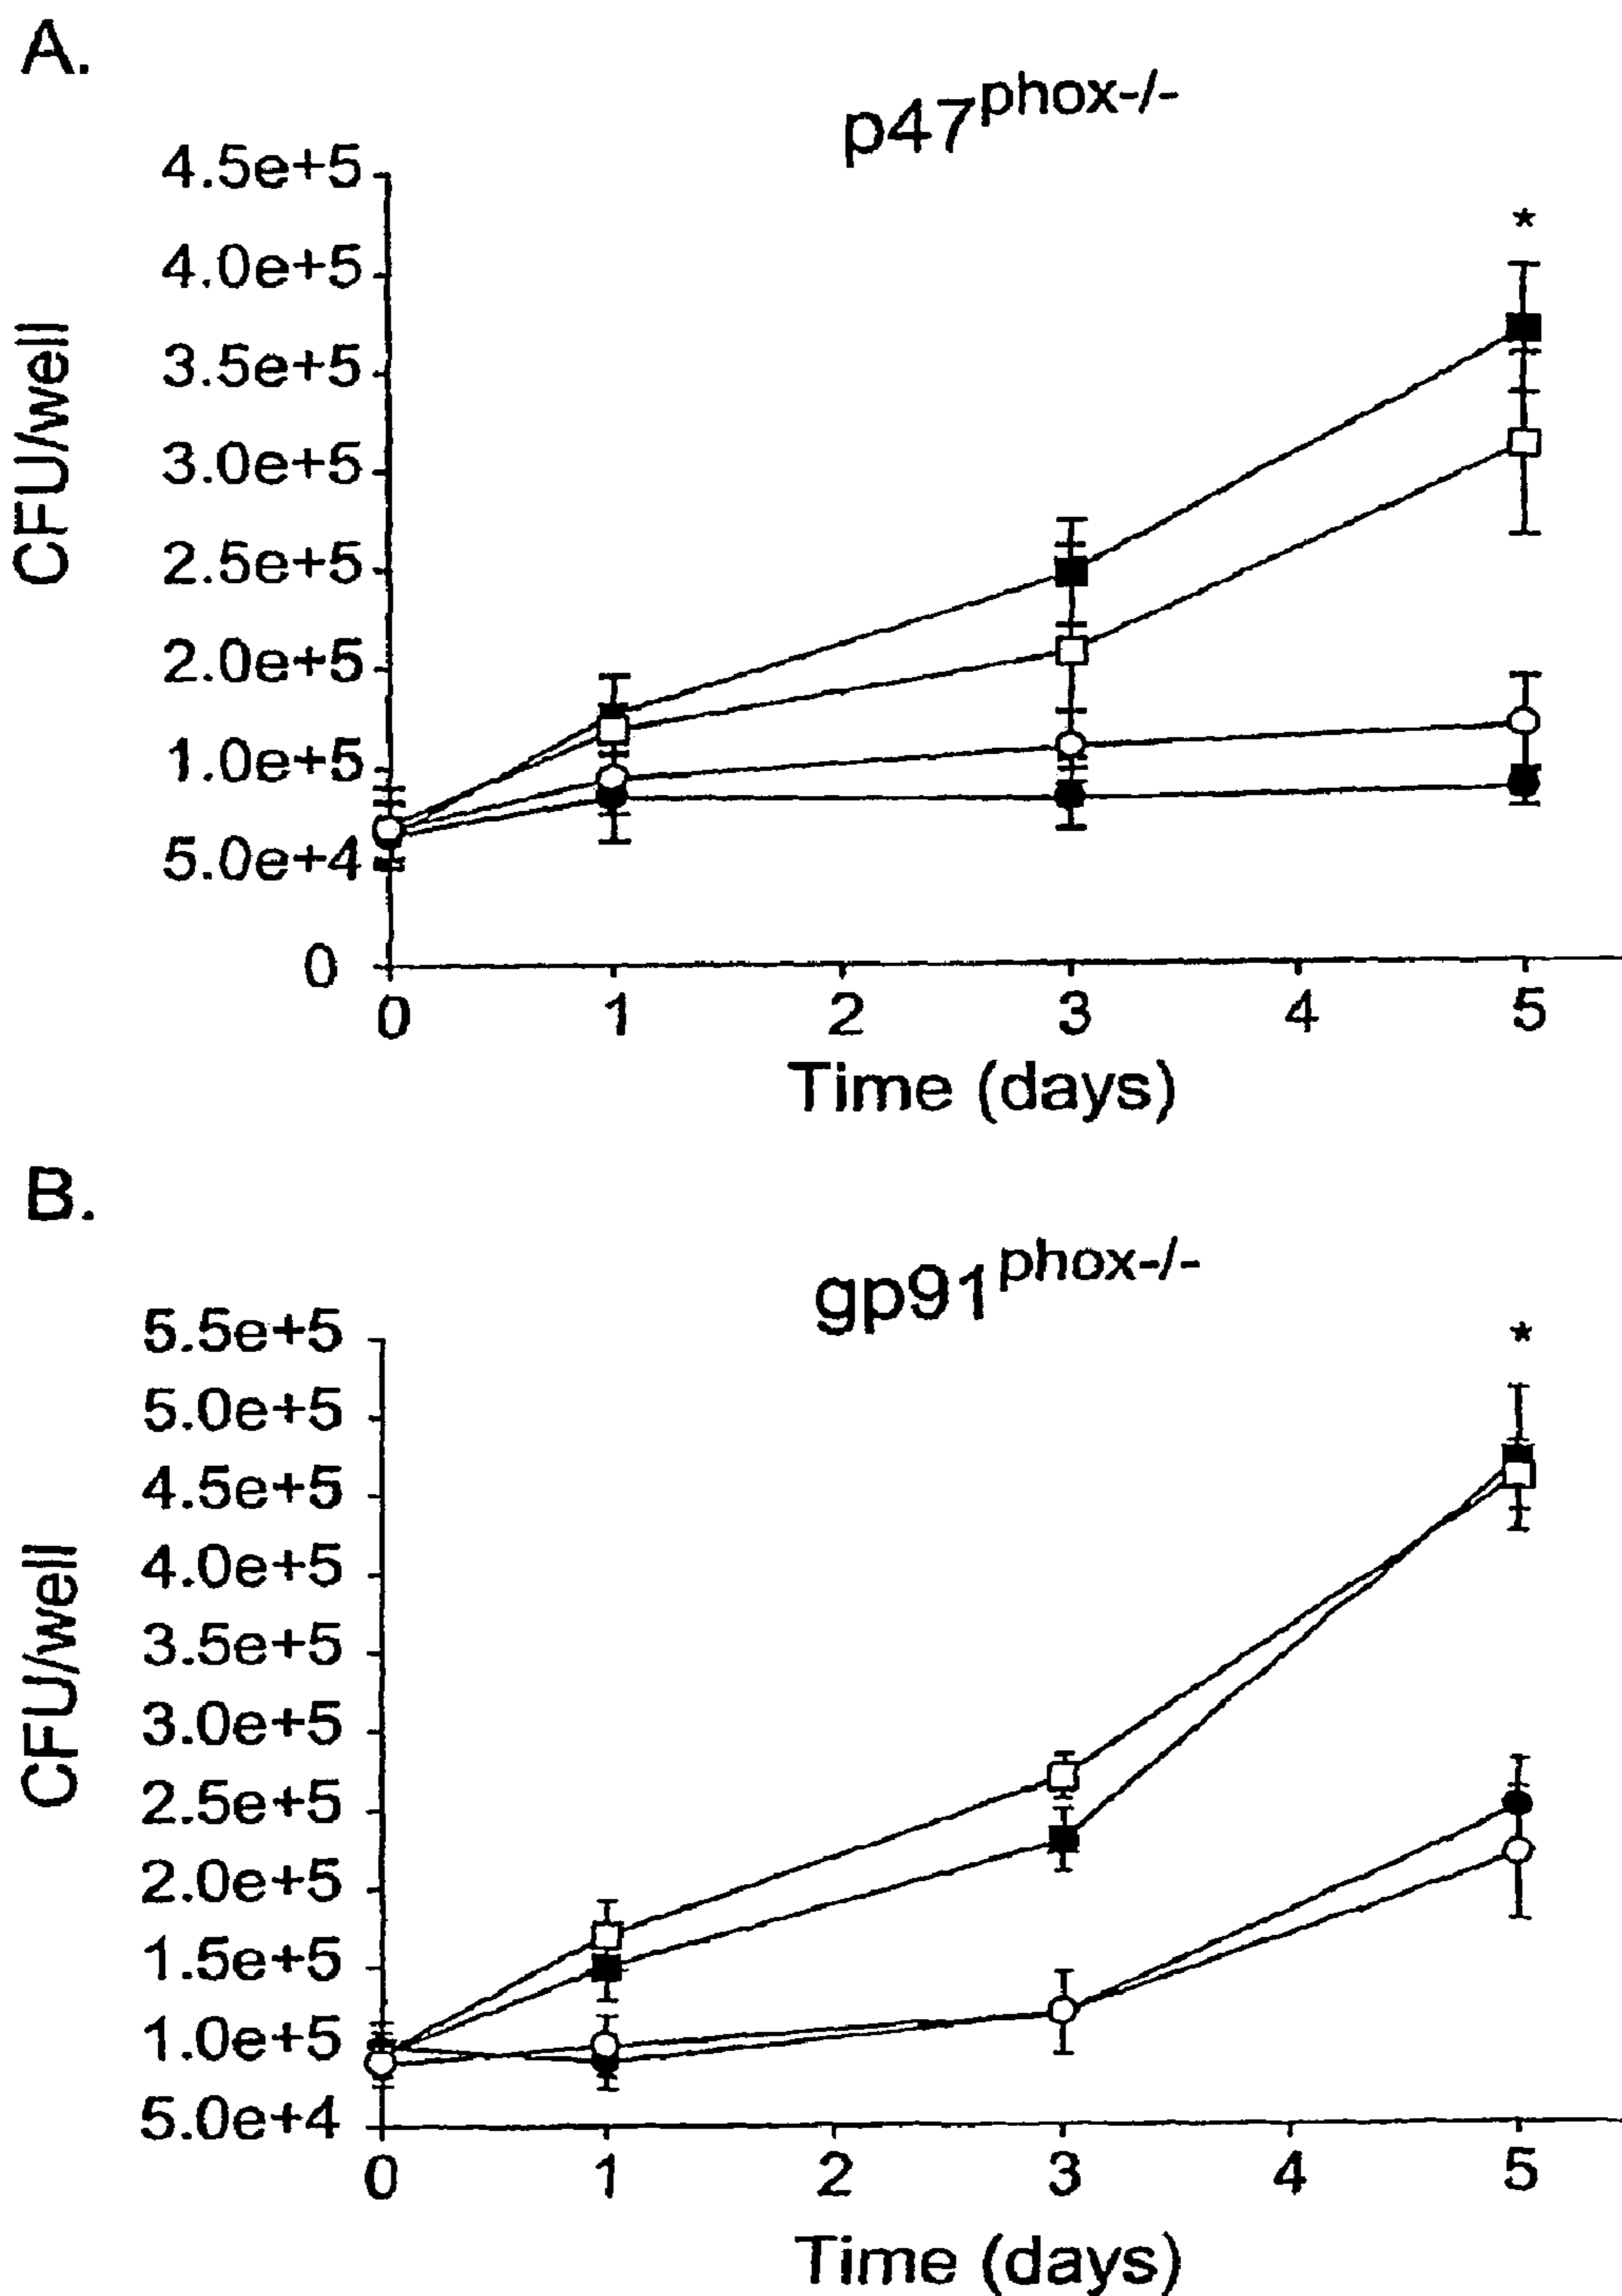 A.
p47phox-/-
4.5e+5
4.0e+5
3.5e+5
3.0e+5
2.5e+5
2.0e+5
1.0e+5
5.0e+4
0
CFU/well
0 1 2 3 4 5
Time (days)
*
B.
gp91phox-/-
5.5e+5
5.0e+5
4.5e+5
4.0e+5
3.5e+5
3.0e+5
2.5e+5
2.0e+5
1.5e+5
1.0e+5
5.0e+4
CFU/well
0 1 2 3 4 5
Time (days)
*